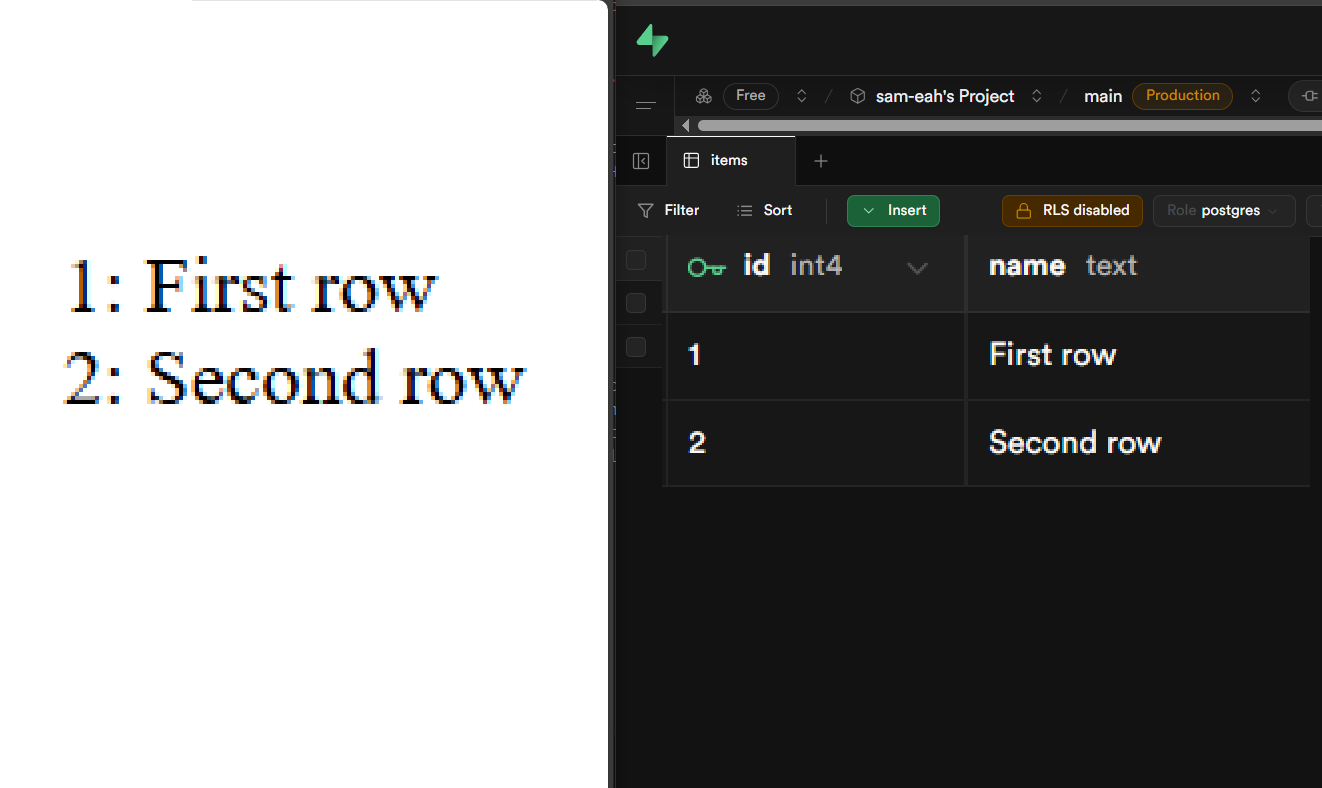 1: First row
2: Second row
Free / sam-eah's Project / main Production
items +
Filter Sort Insert RLS disabled Role postgres
id int4 name text
1 First row
2 Second row